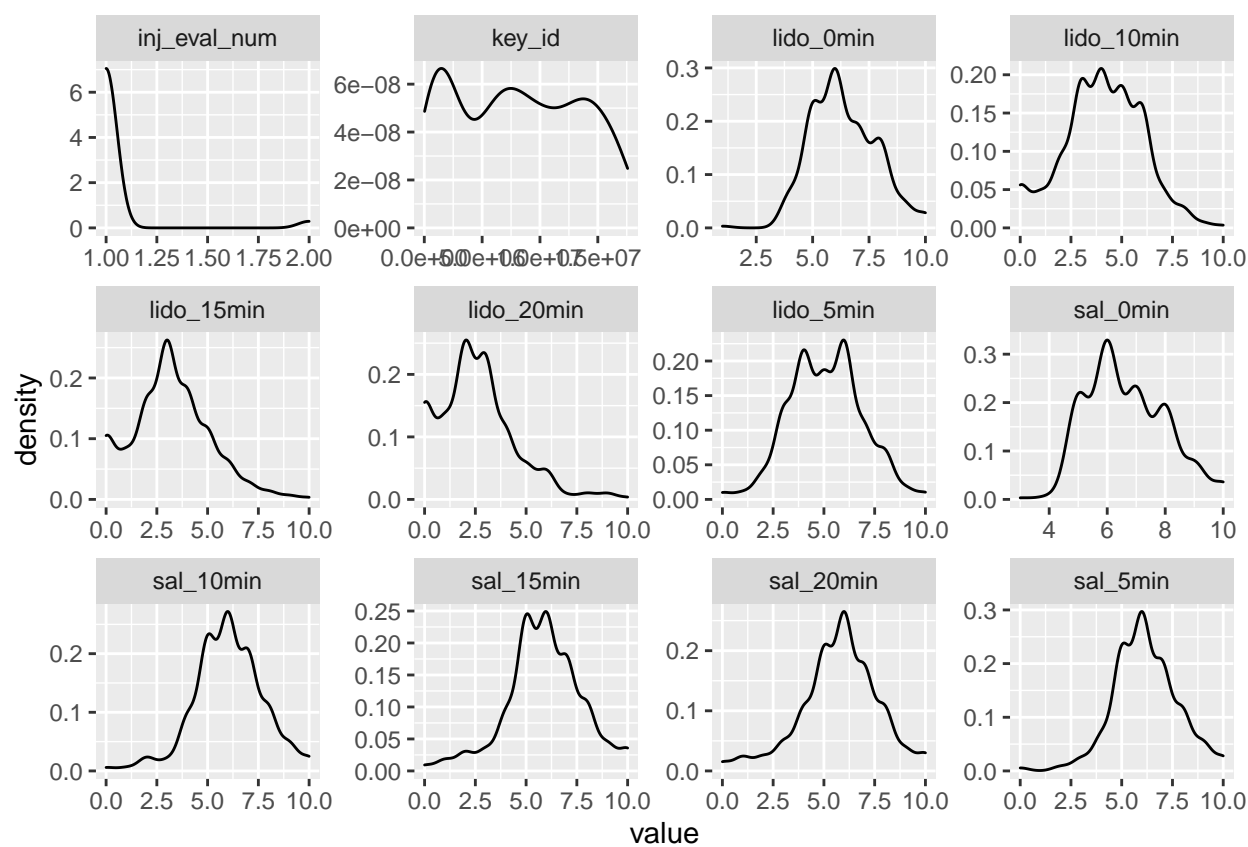 inj_eval_num key_id lido_0min lido_10min
6 4 2 0
6e−08 4e−08 2e−08 0e+00
0.3 0.2 0.1 0.0
0.20 0.15 0.10 0.05 0.00
1.00 1.25 1.50 1.75 2.00
2.5 5.0 7.5 10.0
0.0 2.5 5.0 7.5 10.0
lido_15min lido_20min lido_5min sal_0min
0.2 0.1 0.0
0.2 0.1 0.0
0.20 0.15 0.10 0.05 0.00
0.3 0.2 0.1 0.0
0.0 2.5 5.0 7.5 10.0
0.0 2.5 5.0 7.5 10.0
0.0 2.5 5.0 7.5 10.0
4 6 8 10
sal_10min sal_15min sal_20min sal_5min
0.2 0.1 0.0
0.25 0.20 0.15 0.10 0.05 0.00
0.2 0.1 0.0
0.3 0.2 0.1 0.0
0.0 2.5 5.0 7.5 10.0
0.0 2.5 5.0 7.5 10.0
0.0 2.5 5.0 7.5 10.0
0.0 2.5 5.0 7.5 10.0
density
value